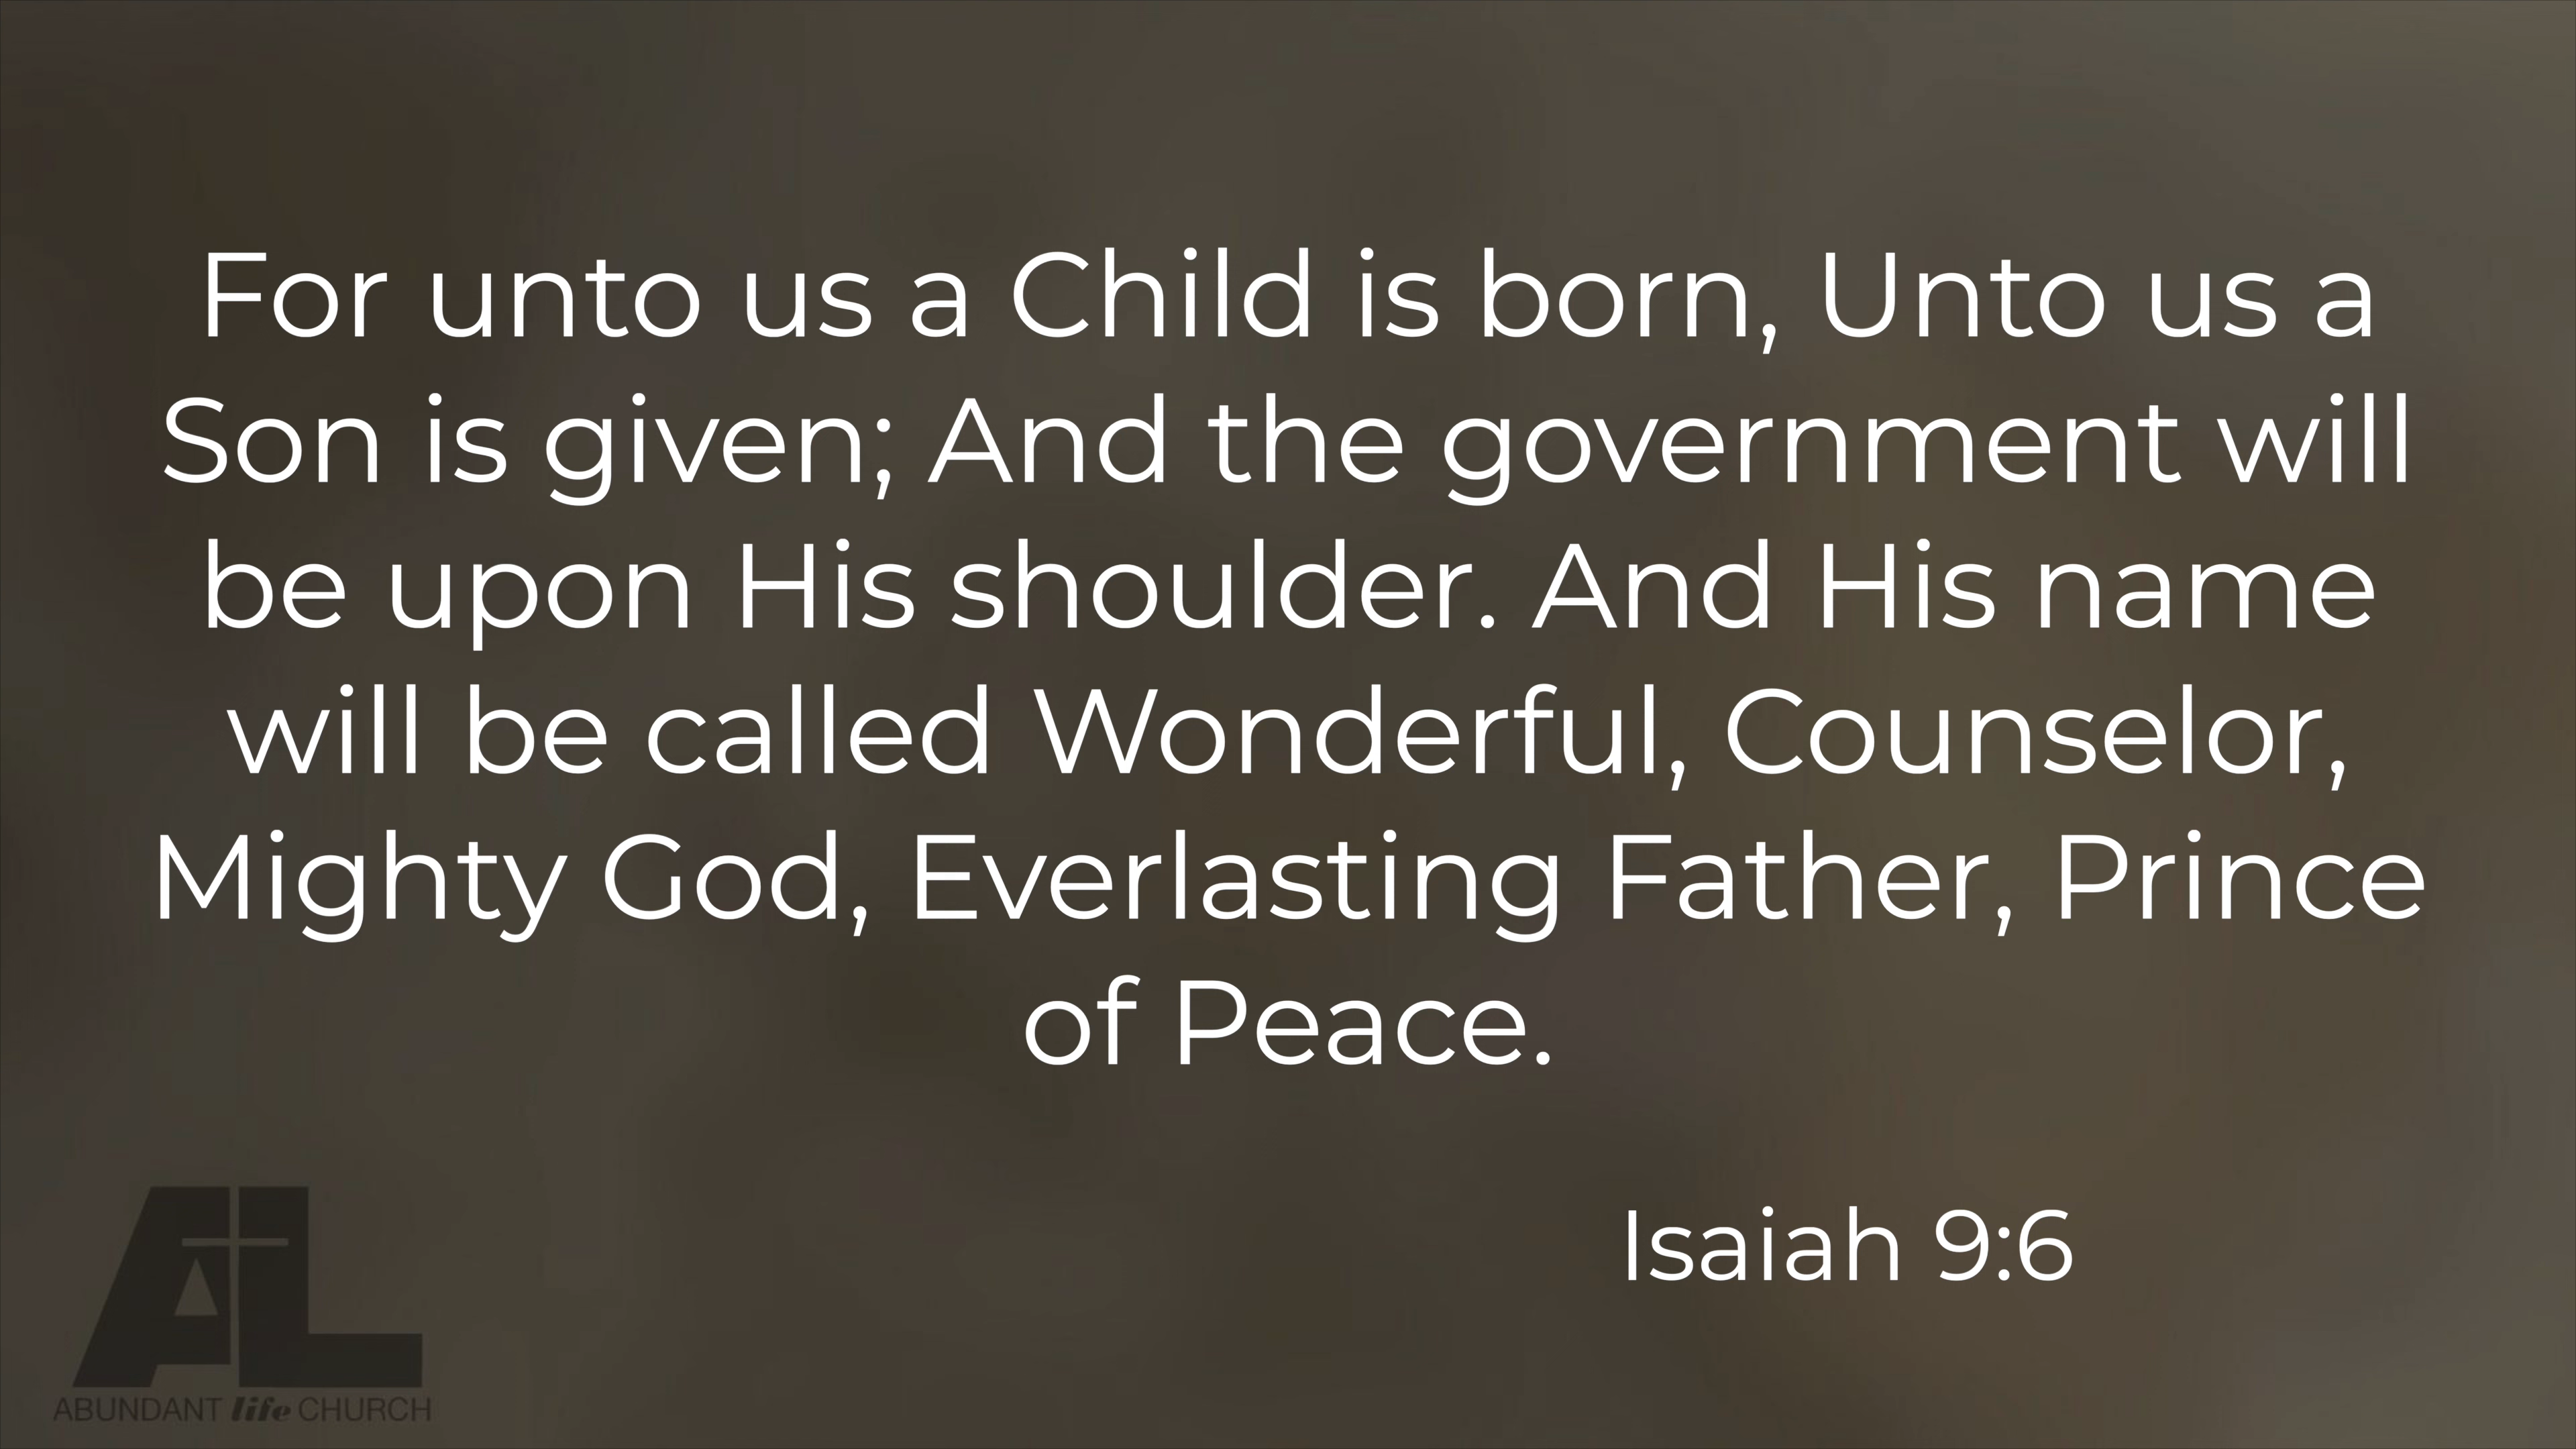 For unto us a Child is born, Unto us a
Son is given; And the government will
be upon His shoulder. And His name
will be called Wonderful, Counselor,
Mighty God, Everlasting Father, Prince
of Peace.
Isaiah 9:6
AL
ABUNDANT life CHURCH